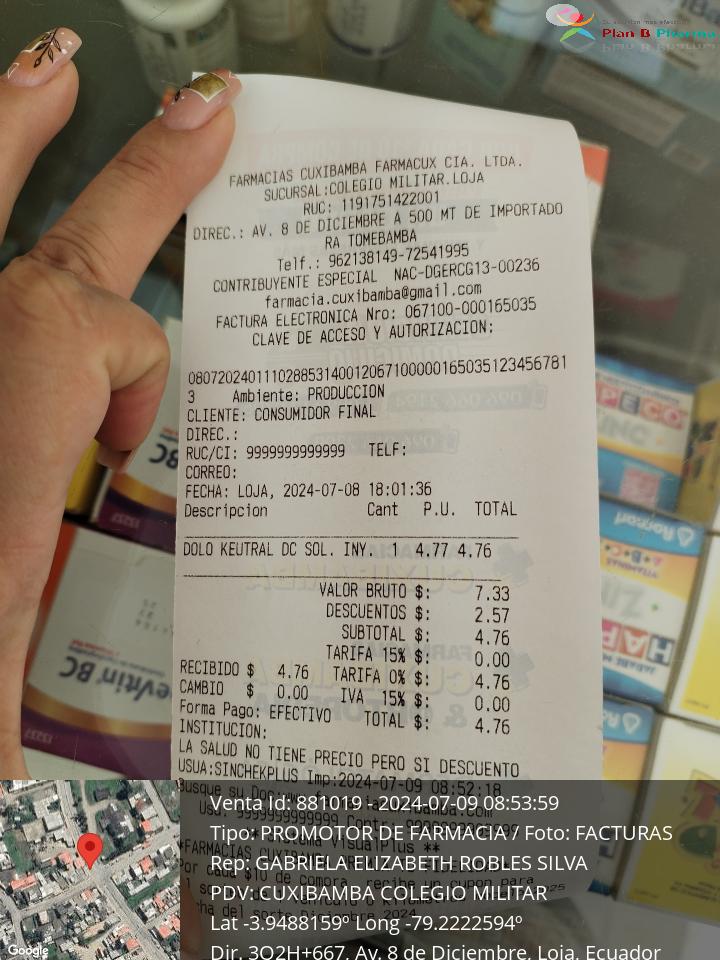 Plan B Pharma
FARMACIAS CUXIBAMBA FARMACUX CIA. LTDA.
SUCURSAL:COLEGIO MILITAR.LOJA
RUC: 1191751422001
DIREC.: AV. 8 DE DICIEMBRE A 500 MT DE IMPORTADO
RA TOMEBAMBA
Telf.: 962138149-72541995
CONTRIBUYENTE ESPECIAL NAC-DGERCG13-00236
farmacia.cuxibamba@gmail.com
FACTURA ELECTRONICA Nro: 067100-000165035
CLAVE DE ACCESO Y AUTORIZACION:
080720240111028853140012067100000165035123456781
3 Ambiente: PRODUCCION
CLIENTE: CONSUMIDOR FINAL
DIREC.:
RUC/CI: 9999999999999 TELF:
CORREO:
FECHA: LOJA, 2024-07-08 18:01:36
Descripcion Cant P.U. TOTAL
DOLO KEUTRAL DC SOL. INY. 1 4.77 4.76
VALOR BRUTO $: 7.33
DESCUENTOS $: 2.57
SUBTOTAL $: 4.76
TARIFA 15% $: 0.00
RECIBIDO $ 4.76 TARIFA 0% $: 4.76
CAMBIO $ 0.00 IVA 15% $: 0.00
Forma Pago: EFECTIVO TOTAL $: 4.76
INSTITUCION:
LA SALUD NO TIENE PRECIO PERO SI DESCUENTO
USUA:SINCHEKPLUS Imp:2024-07-09 08:52:18
Venta Id: 881019 - 2024-07-09 08:53:59
Tipo: PROMOTOR DE FARMACIA / Foto: FACTURAS
Rep: GABRIELA ELIZABETH ROBLES SILVA
PDV: CUXIBAMBA COLEGIO MILITAR
Lat -3.9488159º Long -79.2222594º
Dir. 3Q2H+667, Av. 8 de Diciembre, Loja, Ecuador
Google